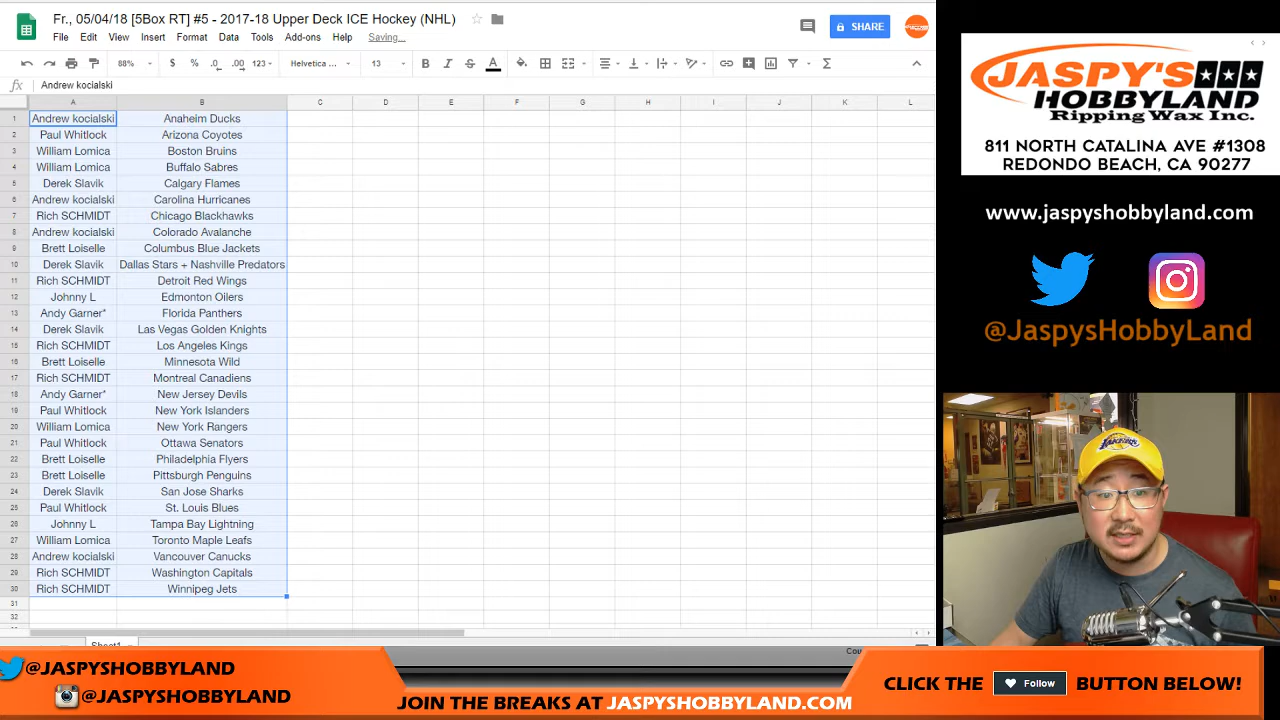 Fr., 05/04/18 [5Box RT] #5 - 2017-18 Upper Deck ICE Hockey (NHL)
File Edit View Insert Format Data Tools Add-ons Help Saving...
SHARE
88% $ % .0 .00 123 Helvetica ... 13 B I S A
fx Andrew kocialski
A B C D E F G H I J K L
1 Andrew kocialski Anaheim Ducks
2 Paul Whitlock Arizona Coyotes
3 William Lomica Boston Bruins
4 William Lomica Buffalo Sabres
5 Derek Slavik Calgary Flames
6 Andrew kocialski Carolina Hurricanes
7 Rich SCHMIDT Chicago Blackhawks
8 Andrew kocialski Colorado Avalanche
9 Brett Loiselle Columbus Blue Jackets
10 Derek Slavik Dallas Stars + Nashville Predators
11 Rich SCHMIDT Detroit Red Wings
12 Johnny L Edmonton Oilers
13 Andy Garner* Florida Panthers
14 Derek Slavik Las Vegas Golden Knights
15 Rich SCHMIDT Los Angeles Kings
16 Brett Loiselle Minnesota Wild
17 Rich SCHMIDT Montreal Canadiens
18 Andy Garner* New Jersey Devils
19 Paul Whitlock New York Islanders
20 William Lomica New York Rangers
21 Paul Whitlock Ottawa Senators
22 Brett Loiselle Philadelphia Flyers
23 Brett Loiselle Pittsburgh Penguins
24 Derek Slavik San Jose Sharks
25 Paul Whitlock St. Louis Blues
26 Johnny L Tampa Bay Lightning
27 William Lomica Toronto Maple Leafs
28 Andrew kocialski Vancouver Canucks
29 Rich SCHMIDT Washington Capitals
30 Rich SCHMIDT Winnipeg Jets
31
32
Sheet1
JASPY'S
HOBBYLAND
Ripping Wax Inc.
811 NORTH CATALINA AVE #1308
REDONDO BEACH, CA 90277
www.jaspyshobbyland.com
@JaspysHobbyLand
@JASPYSHOBBYLAND
@JASPYSHOBBYLAND
JOIN THE BREAKS AT JASPYSHOBBYLAND.COM
CLICK THE Follow BUTTON BELOW!